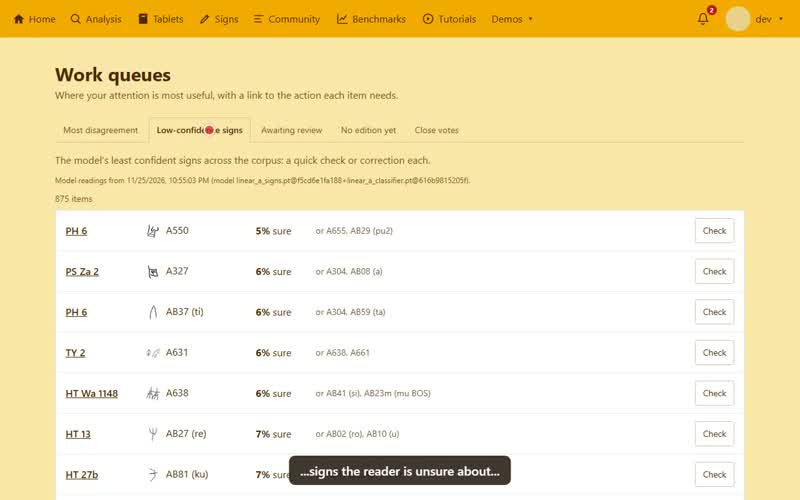 Home Analysis Tablets Signs Community Benchmarks Tutorials Demos 2 dev
Work queues
Where your attention is most useful, with a link to the action each item needs.
Most disagreement Low-confidence signs Awaiting review No edition yet Close votes
The model's least confident signs across the corpus: a quick check or correction each.
Model readings from 11/25/2026, 10:55:03 PM (model linear_a_signs.pt@f5cd6e1fa188+linear_a_classifier.pt@616b9815205f).
875 items
PH 6 A550 5% sure or A655, AB29 (pu2) Check
PS Za 2 A327 6% sure or A304, AB08 (a) Check
PH 6 AB37 (ti) 6% sure or A304, AB59 (ta) Check
TY 2 A631 6% sure or A638, A661 Check
HT Wa 1148 A638 6% sure or AB41 (si), AB23m (mu BOS) Check
HT 13 AB27 (re) 7% sure or AB02 (ro), AB10 (u) Check
HT 27b AB81 (ku) 7% sure Check
...signs the reader is unsure about...